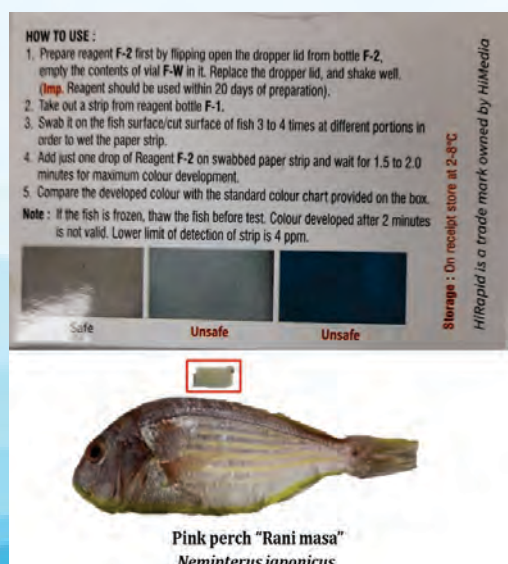 HOW TO USE :
1. Prepare reagent F-2 first by flipping open the dropper lid from bottle F-2,
empty the contents of vial F-W in it. Replace the dropper lid, and shake well.
(Imp. Reagent should be used within 20 days of preparation).
2. Take out a strip from reagent bottle F-1.
3. Swab it on the fish surface/cut surface of fish 3 to 4 times at different portions in
order to wet the paper strip.
4. Add just one drop of Reagent F-2 on swabbed paper strip and wait for 1.5 to 2.0
minutes for maximum colour development.
5. Compare the developed colour with the standard colour chart provided on the box.
Note : If the fish is frozen, thaw the fish before test. Colour developed after 2 minutes
is not valid. Lower limit of detection of strip is 4 ppm.
Safe
Unsafe
Unsafe
Storage : On receipt store at 2-8°C
HiRapid is a trade mark owned by HiMedia
Pink perch "Rani masa"
Nemipterus japonicus